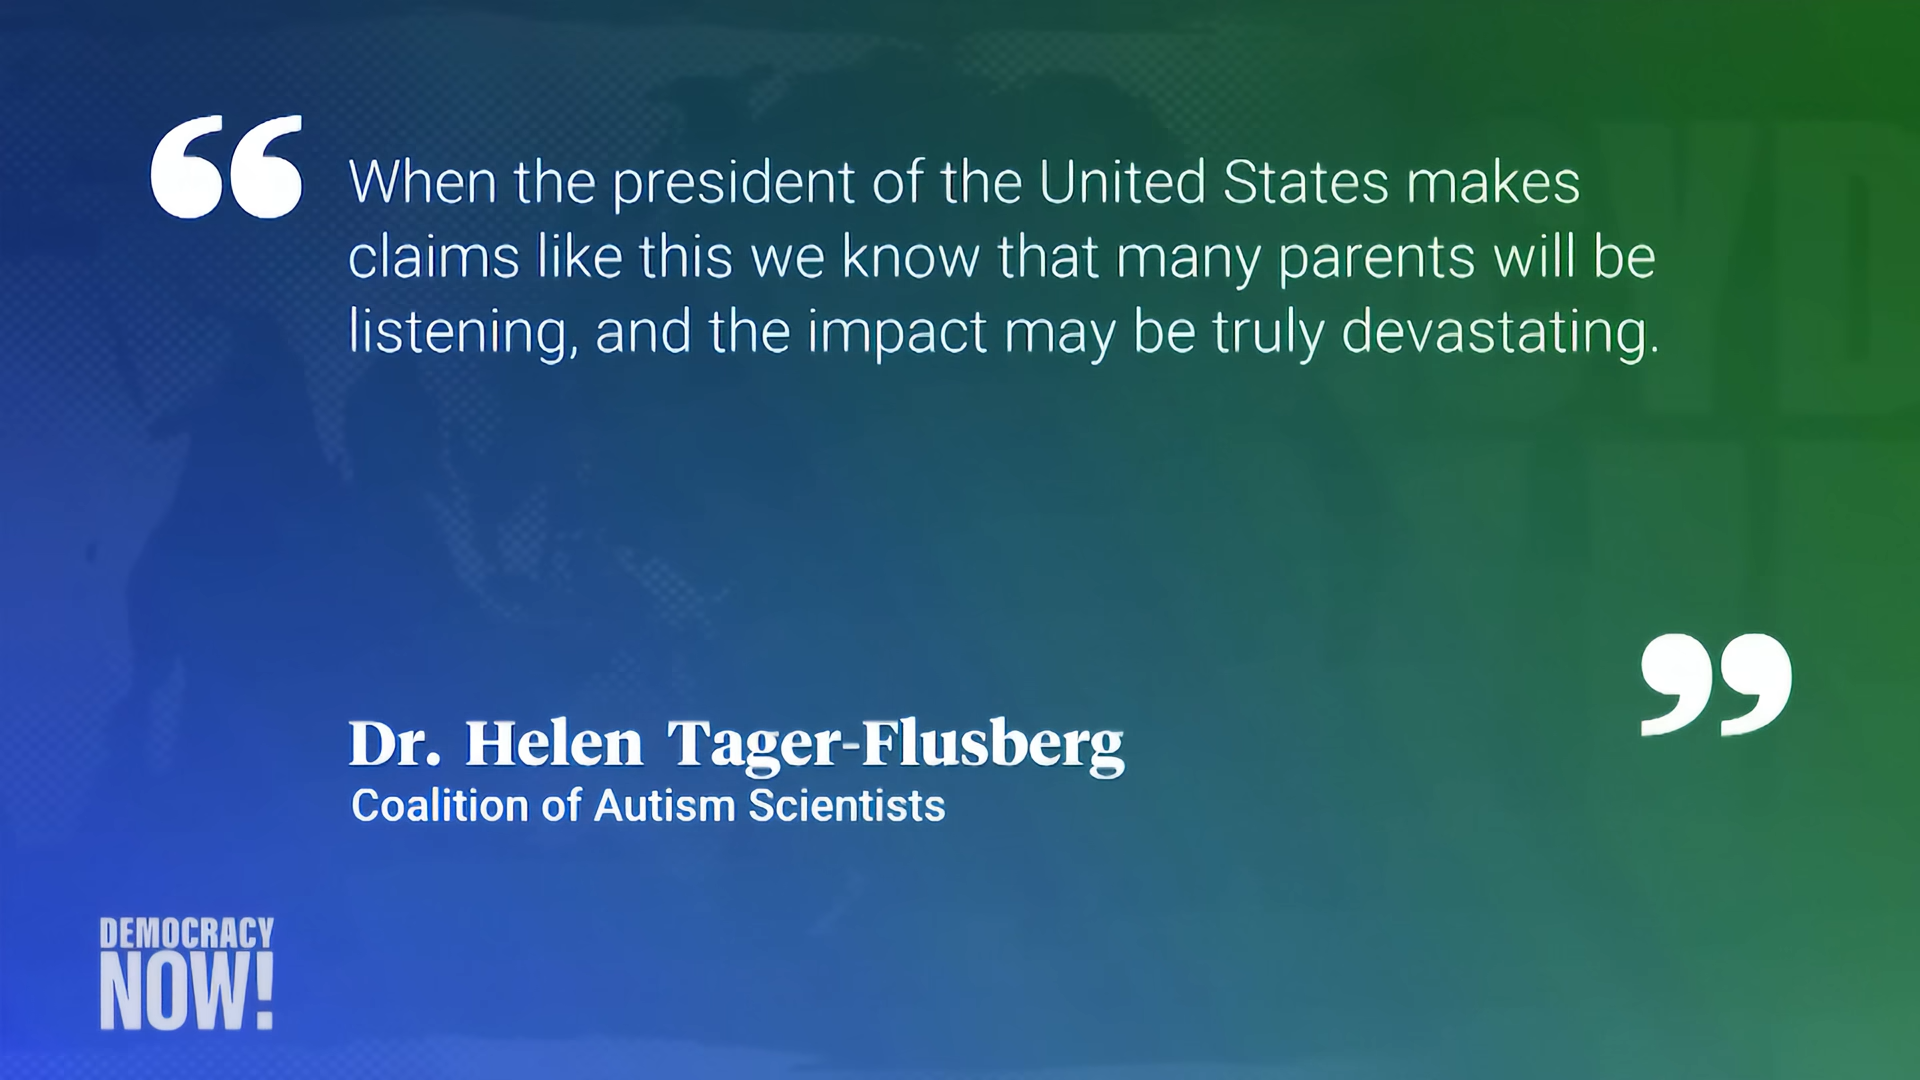 “ When the president of the United States makes
claims like this we know that many parents will be
listening, and the impact may be truly devastating.
”
Dr. Helen Tager-Flusberg
Coalition of Autism Scientists
DEMOCRACY
NOW!